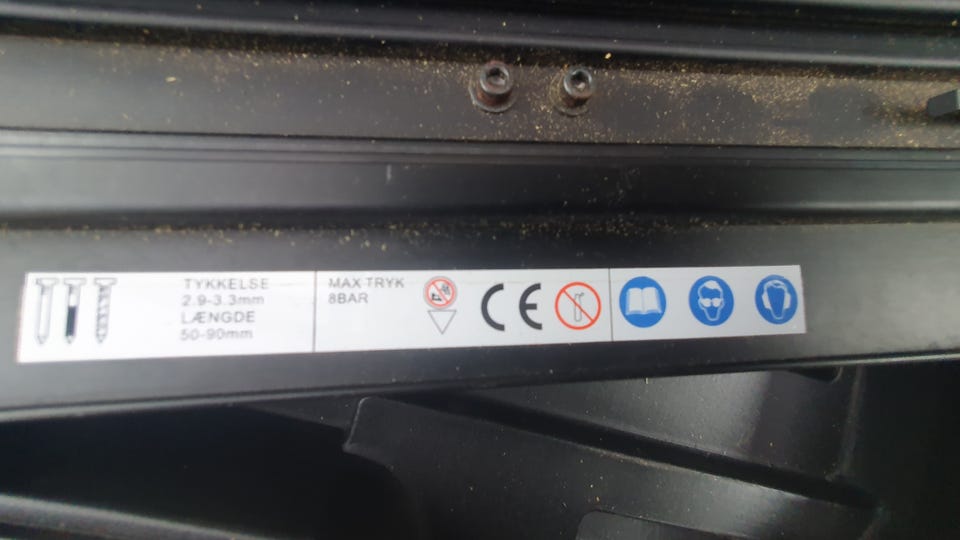 TYKKELSE
2.9-3.3mm
LÆNGDE
50-90mm
MAX TRYK
8BAR
CE